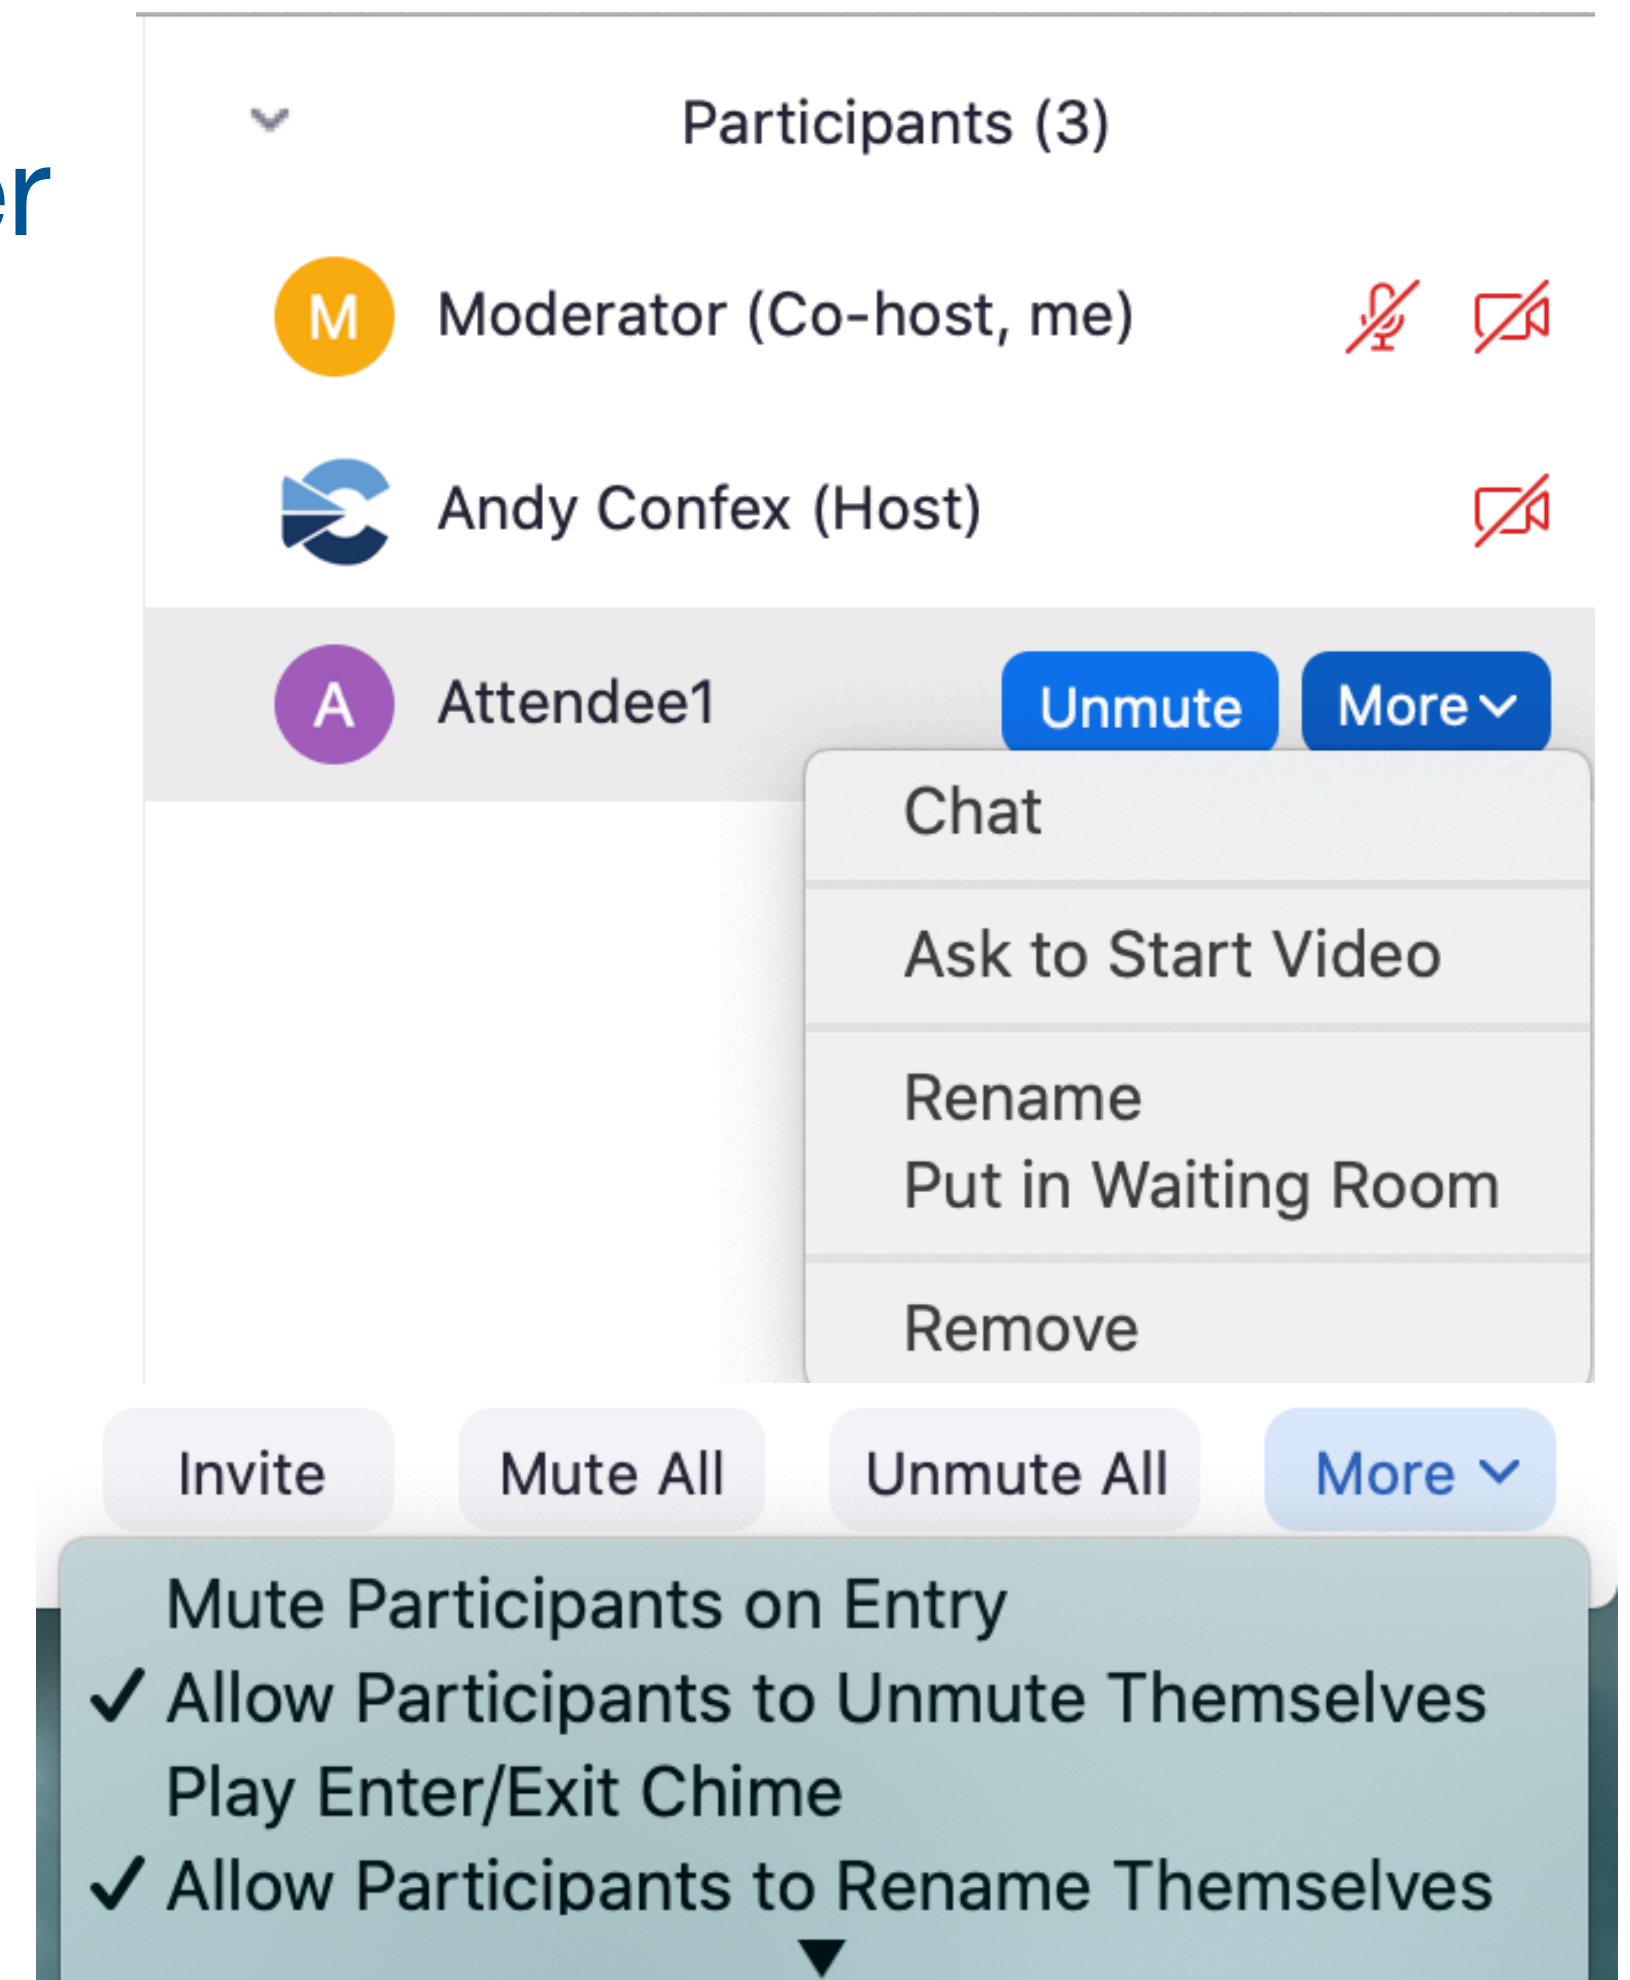 er
Participants (3)
M Moderator (Co-host, me)
Andy Confex (Host)
A Attendee1 Unmute More
Chat
Ask to Start Video
Rename
Put in Waiting Room
Remove
Invite Mute All Unmute All More
Mute Participants on Entry
✓ Allow Participants to Unmute Themselves
Play Enter/Exit Chime
✓ Allow Participants to Rename Themselves